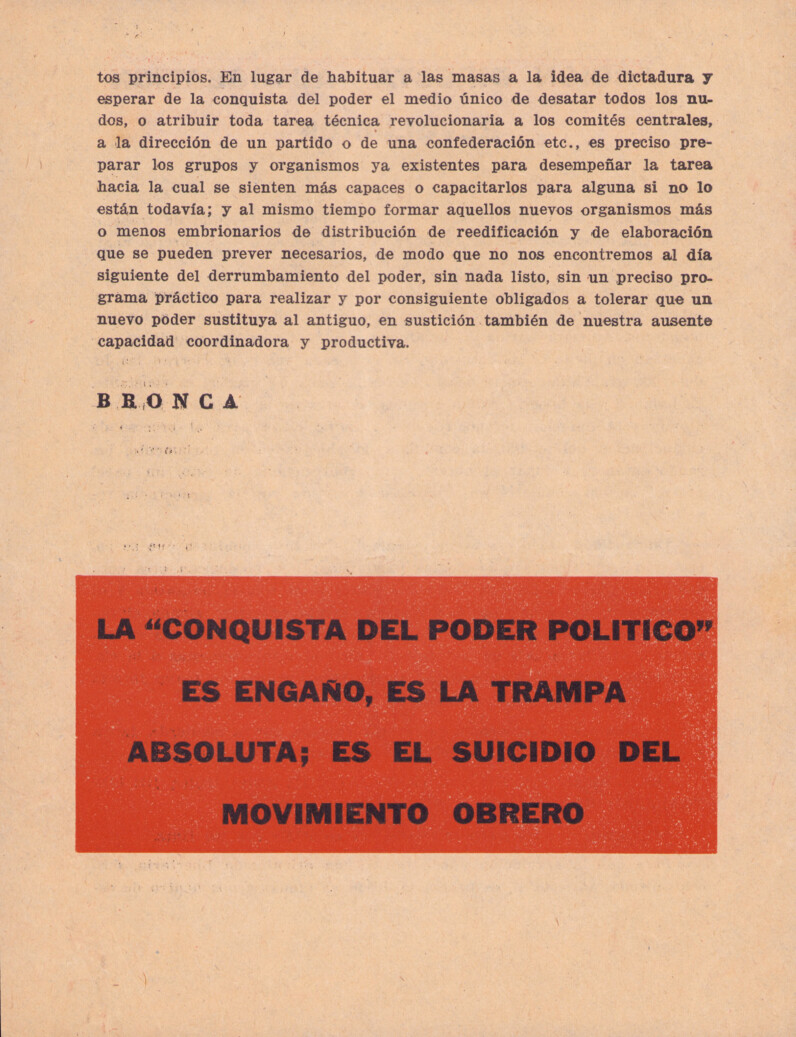 tos principios. En lugar de habituar a las masas a la idea de dictadura y
esperar de la conquista del poder el medio único de desatar todos los nu-
dos, o atribuir toda tarea técnica revolucionaria a los comités centrales,
a la dirección de un partido o de una confederación etc., es preciso pre-
parar los grupos y organismos ya existentes para desempeñar la tarea
hacia la cual se sienten más capaces o capacitarlos para alguna si no lo
están todavía; y al mismo tiempo formar aquellos nuevos organismos más
o menos embrionarios de distribución de reedificación y de elaboración
que se pueden prever necesarios, de modo que no nos encontremos al día
siguiente del derrumbamiento del poder, sin nada listo, sin un preciso pro-
grama práctico para realizar y por consiguiente obligados a tolerar que un
nuevo poder sustituya al antiguo, en sustición también de nuestra ausente
capacidad coordinadora y productiva.
BRONCA
LA “CONQUISTA DEL PODER POLITICO”
ES ENGAÑO, ES LA TRAMPA
ABSOLUTA; ES EL SUICIDIO DEL
MOVIMIENTO OBRERO